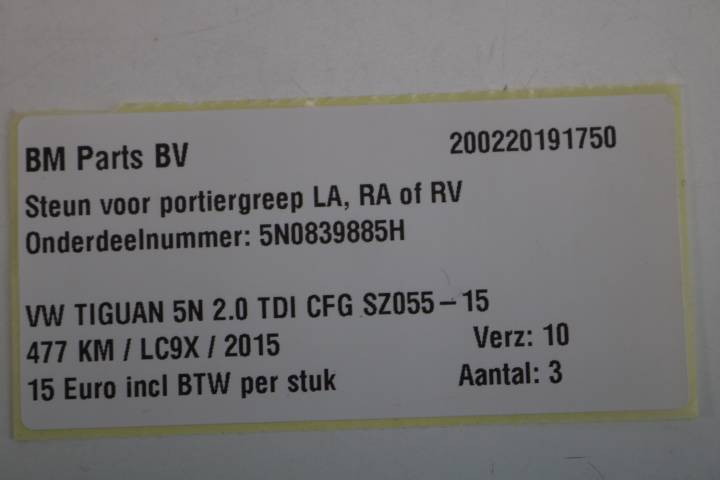 BM Parts BV 200220191750
Steun voor portiergreep LA, RA of RV
Onderdeelnummer: 5N0839885H
VW TIGUAN 5N 2.0 TDI CFG SZ055-15
477 KM / LC9X / 2015 Verz: 10
15 Euro incl BTW per stuk Aantal: 3